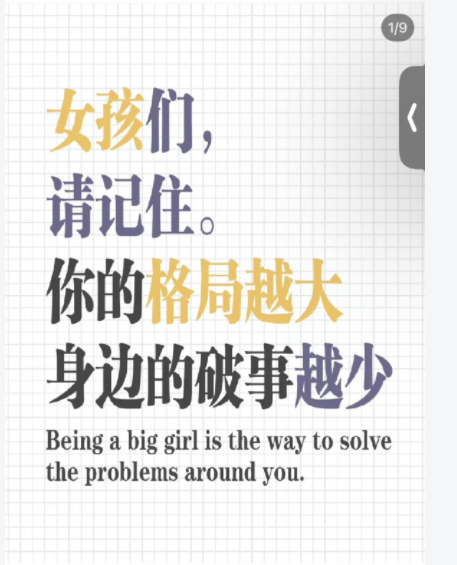 1/9
女孩们，
请记住。
你的格局越大
身边的破事越少
Being a big girl is the way to solve
the problems around you.